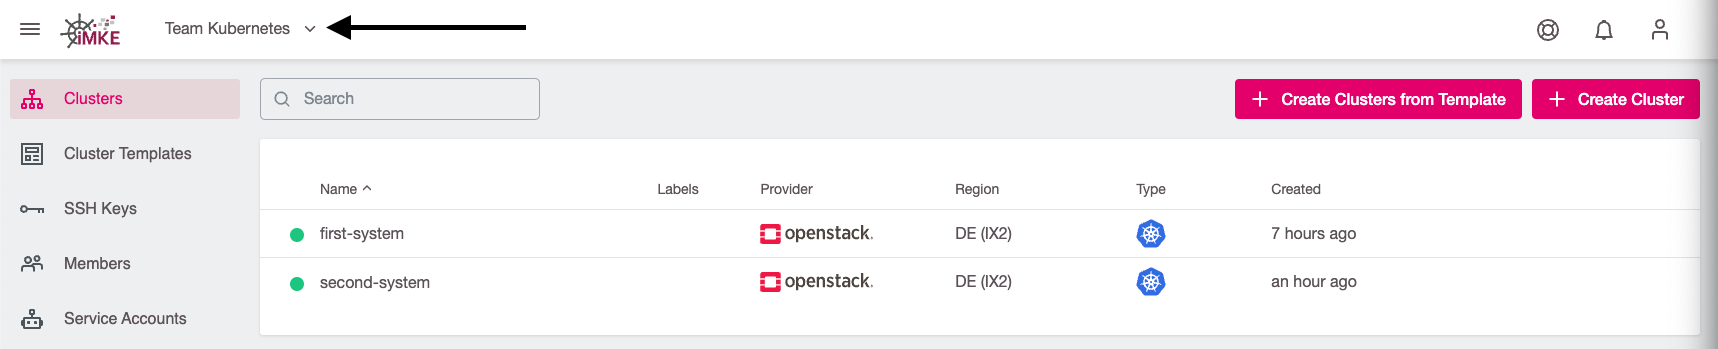 iMKE
Team Kubernetes
Clusters
Search
Create Clusters from Template
Create Cluster
Cluster Templates
Name
Labels
Provider
Region
Type
Created
SSH Keys
first-system
openstack.
DE (IX2)
7 hours ago
Members
second-system
openstack.
DE (IX2)
an hour ago
Service Accounts